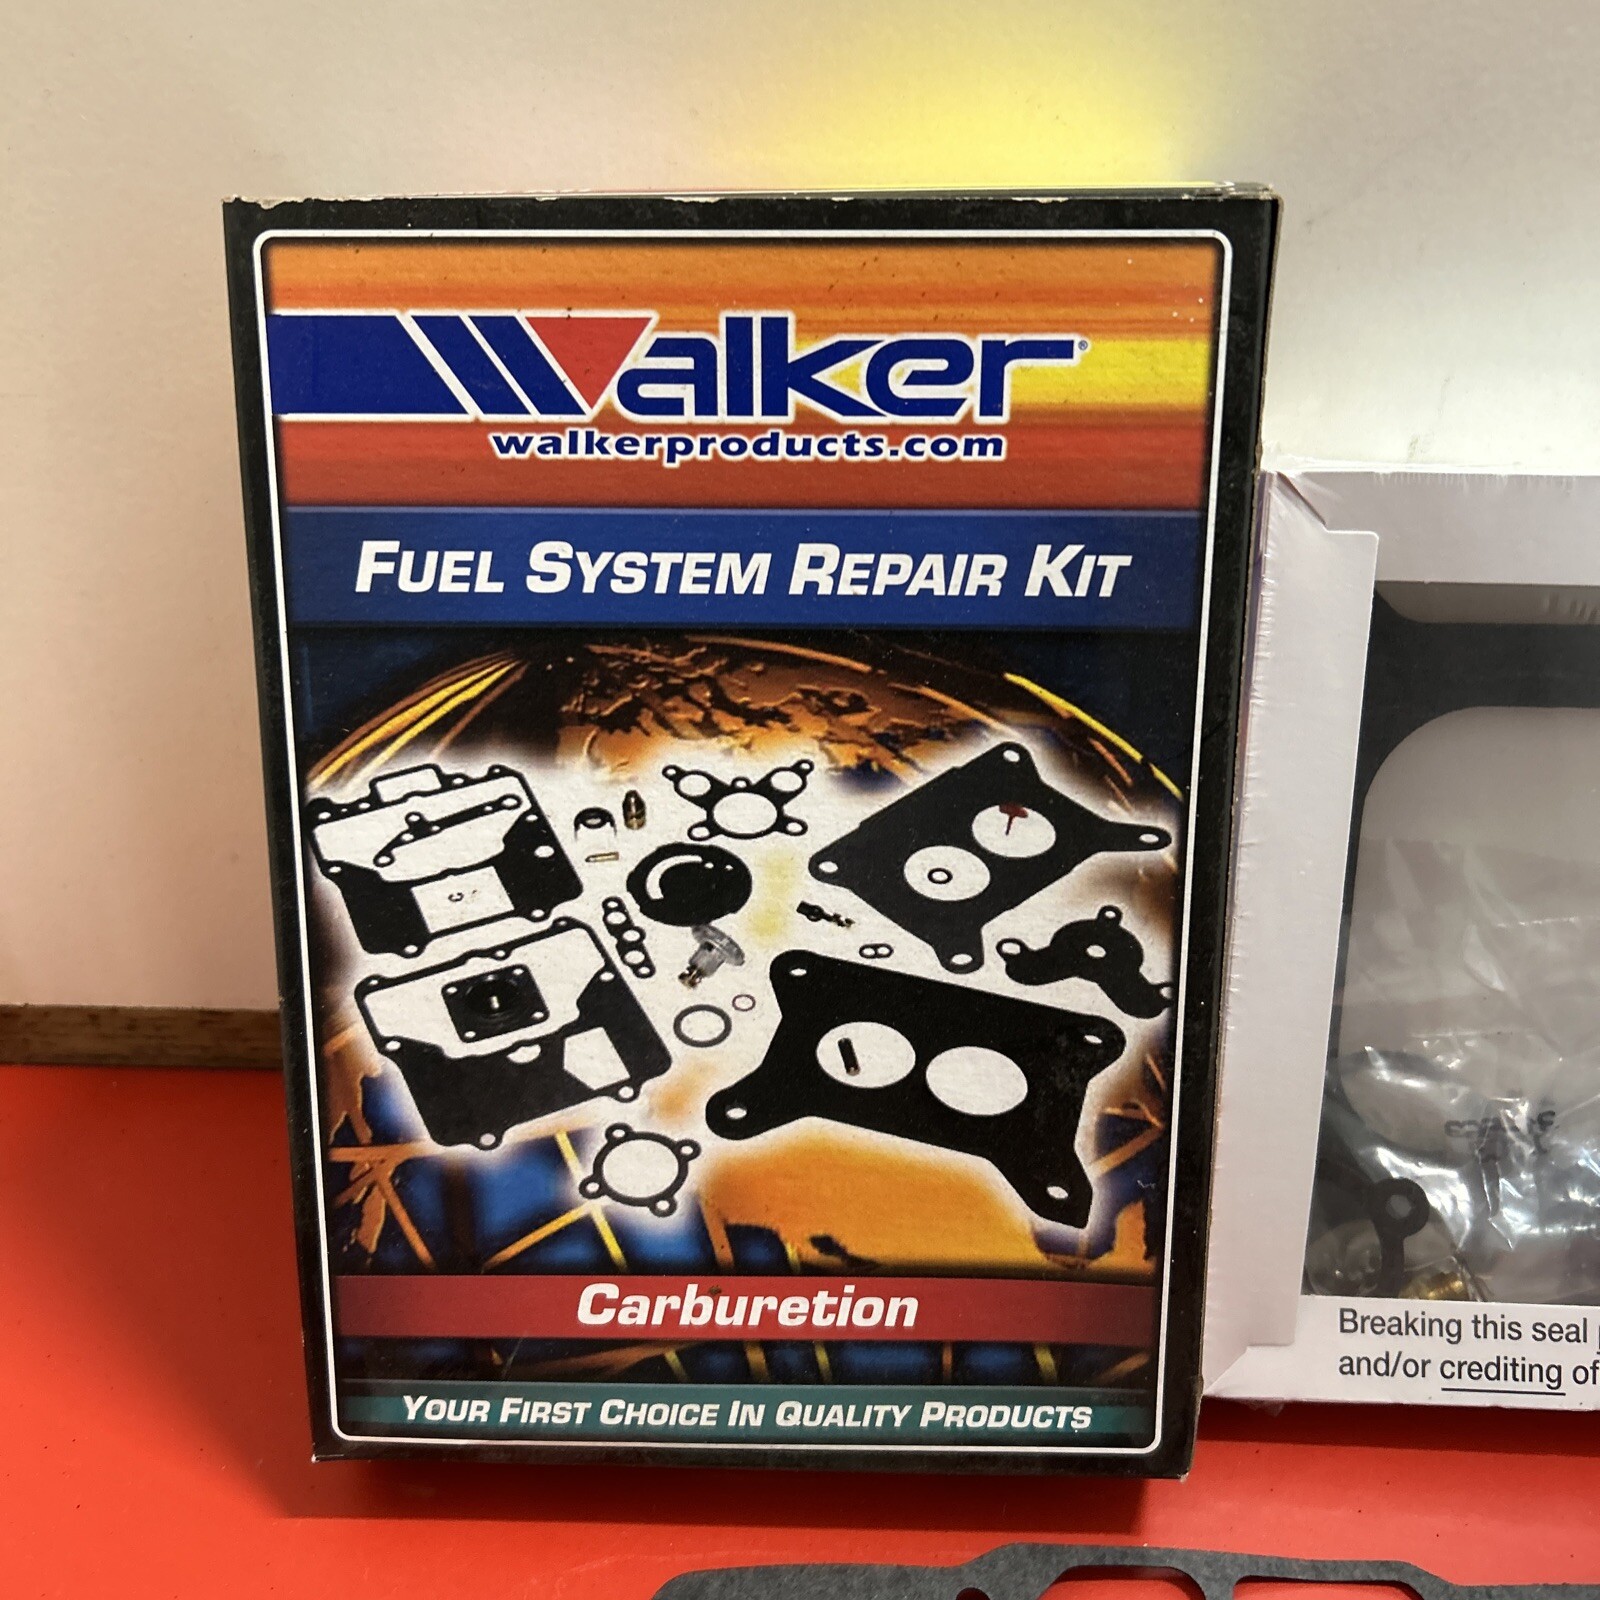 Walker®
walkerproducts.com
FUEL SYSTEM REPAIR KIT
Carburetion
YOUR FIRST CHOICE IN QUALITY PRODUCTS
Breaking this seal
and/or crediting of